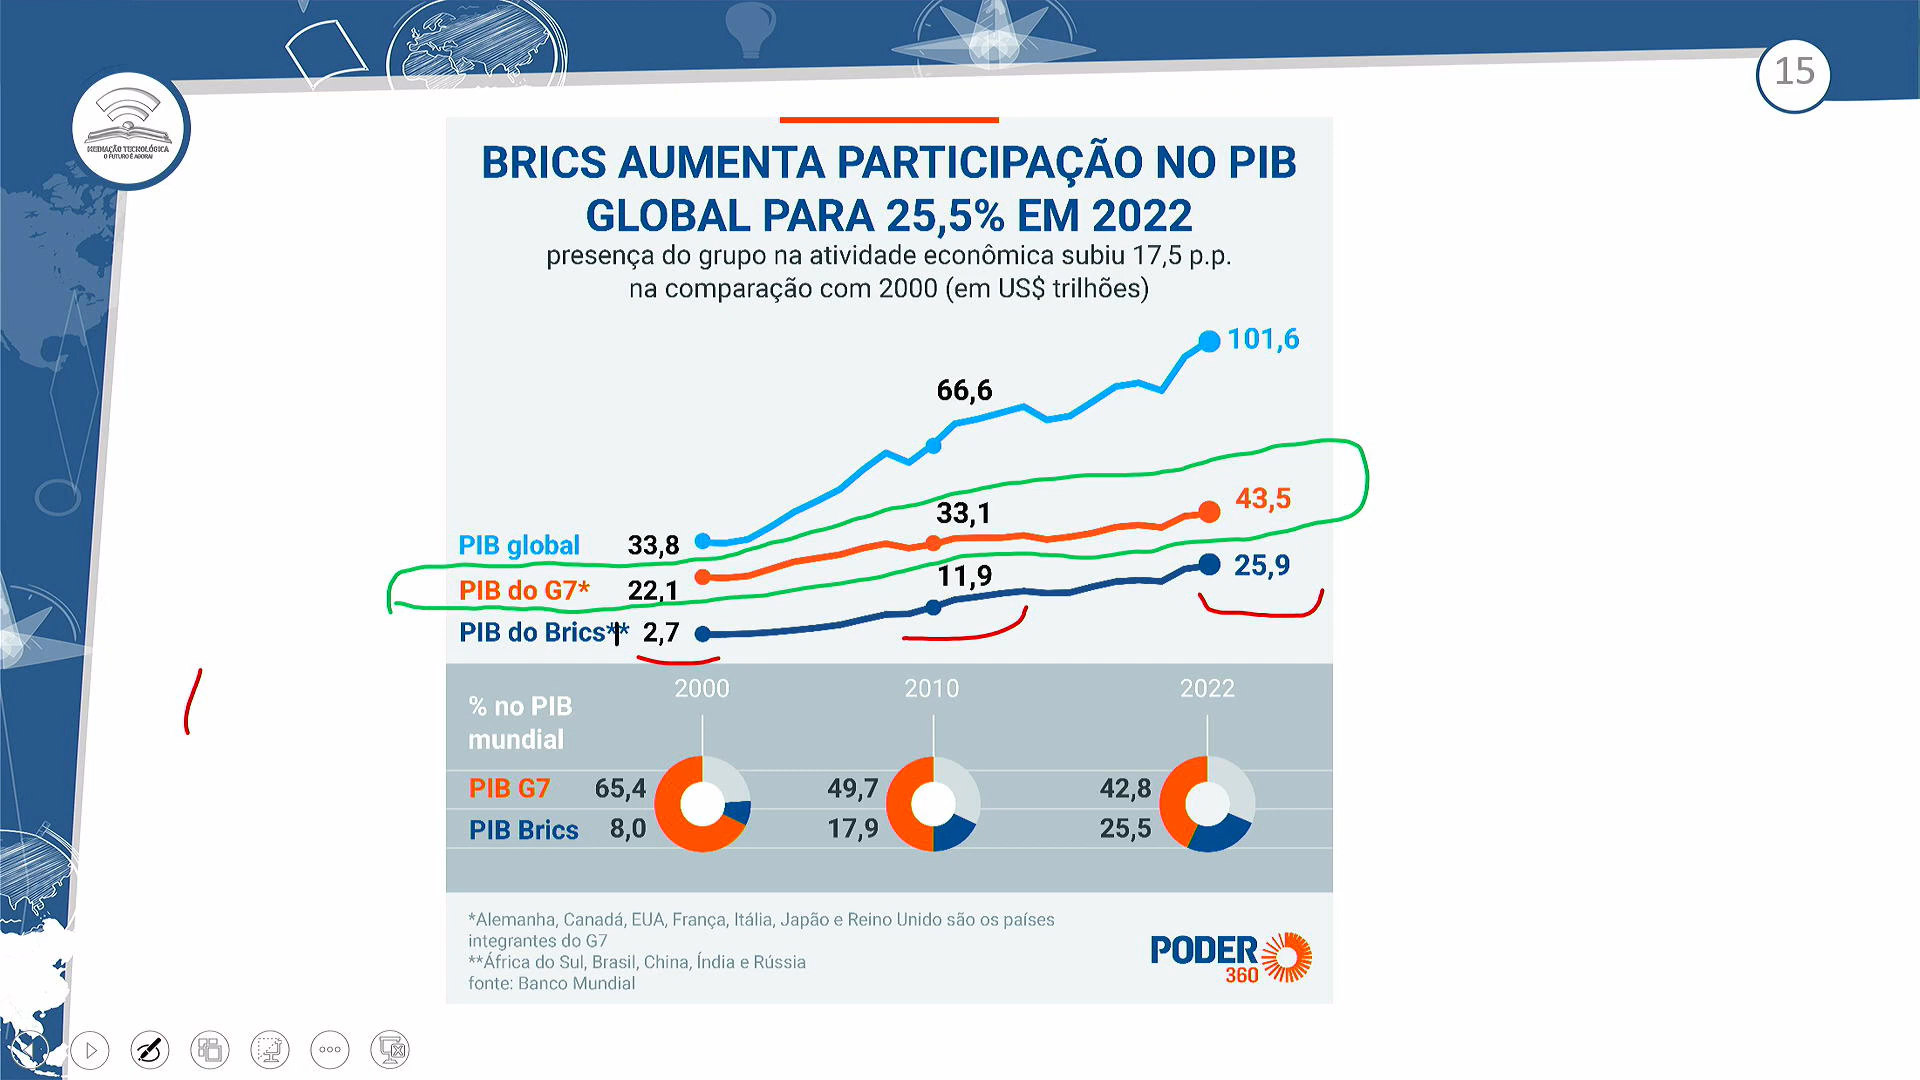 15
MEDIAÇÃO TECNOLÓGICA
O FUTURO É AGORA!
BRICS AUMENTA PARTICIPAÇÃO NO PIB
GLOBAL PARA 25,5% EM 2022
presença do grupo na atividade econômica subiu 17,5 p.p.
na comparação com 2000 (em US$ trilhões)
101,6
66,6
43,5
33,1
PIB global 33,8
25,9
11,9
PIB do G7* 22,1
PIB do Brics** 2,7
2000 2010 2022
% no PIB
mundial
PIB G7 65,4 49,7 42,8
PIB Brics 8,0 17,9 25,5
*Alemanha, Canadá, EUA, França, Itália, Japão e Reino Unido são os países
integrantes do G7
**África do Sul, Brasil, China, Índia e Rússia
fonte: Banco Mundial
PODER
360